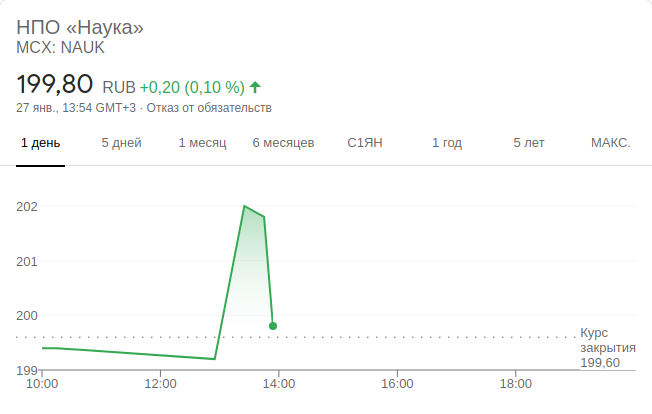 НПО «Наука»
MCX: NAUK
199,80 RUB +0,20 (0,10 %)
27 янв., 13:54 GMT+3 · Отказ от обязательств
1 день 5 дней 1 месяц 6 месяцев С1ЯН 1 год 5 лет МАКС.
202
201
200
Курс
закрытия
199,60
199
10:00 12:00 14:00 16:00 18:00